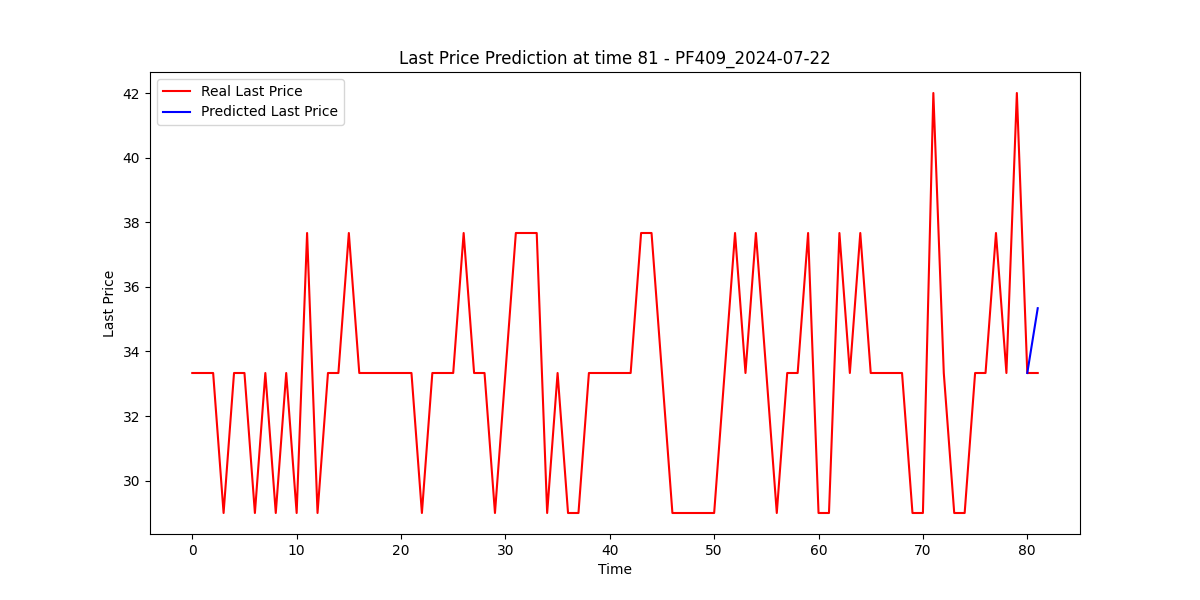 Last Price Prediction at time 81 - PF409_2024-07-22
Real Last Price
Predicted Last Price
Last Price
42
40
38
36
34
32
30
0 10 20 30 40 50 60 70 80
Time